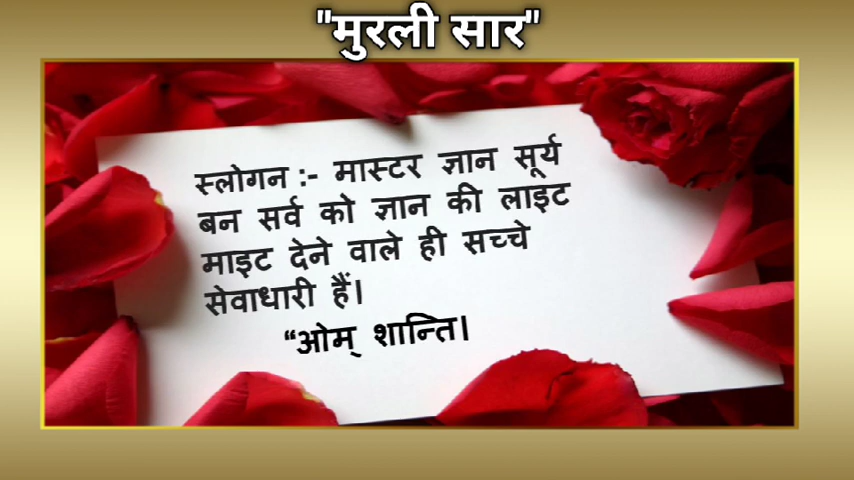 "मुरली सार"
स्लोगन :- मास्टर ज्ञान सूर्य
बन सर्व को ज्ञान की लाइट
माइट देने वाले ही सच्चे
सेवाधारी हैं।
“ओम् शान्ति।